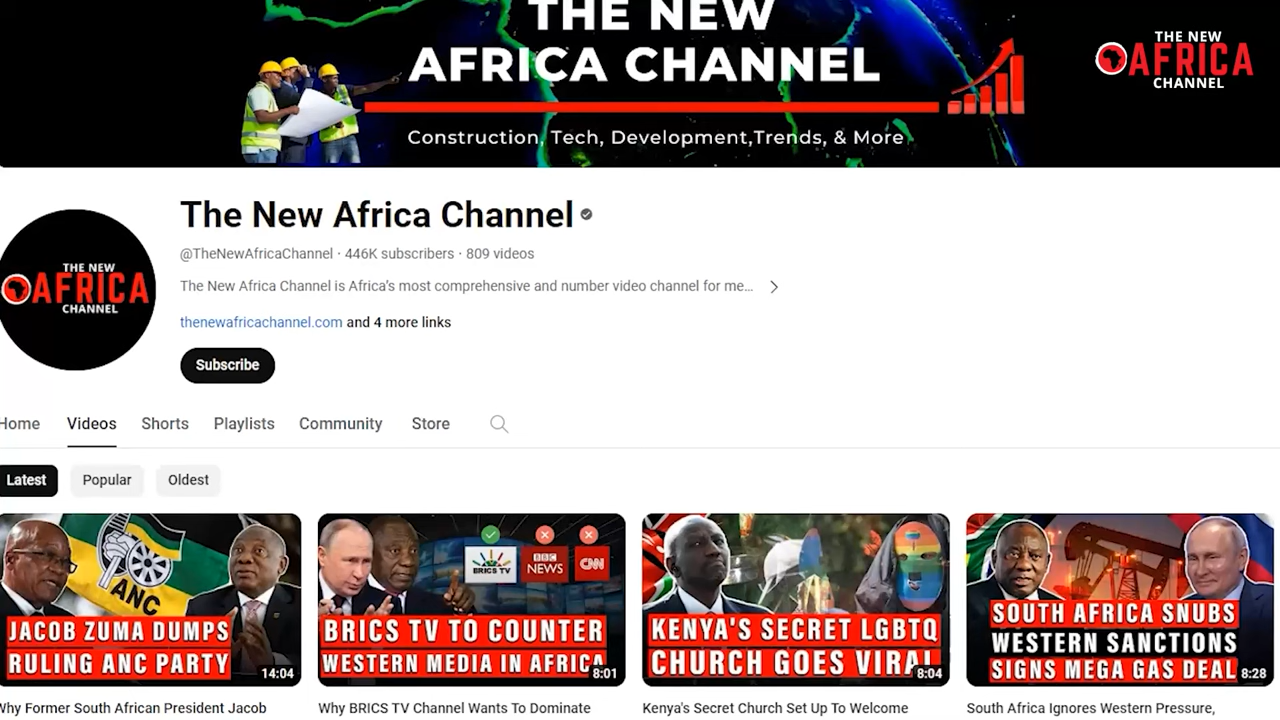 THE NEW
AFRICA CHANNEL
Construction, Tech, Development,Trends, & More
THE NEW
AFRICA
CHANNEL
THE NEW
AFRICA
CHANNEL
The New Africa Channel
@TheNewAfricaChannel · 446K subscribers · 809 videos
The New Africa Channel is Africa's most comprehensive and number video channel for me...
thenewafricachannel.com and 4 more links
Subscribe
Home Videos Shorts Playlists Community Store
Latest Popular Oldest
ANC
JACOB ZUMA DUMPS
RULING ANC PARTY
14:04
Why Former South African President Jacob
BRICS TV
BBC
NEWS
CNN
BRICS TV TO COUNTER
WESTERN MEDIA IN AFRICA
8:01
Why BRICS TV Channel Wants To Dominate
KENYA'S SECRET LGBTQ
CHURCH GOES VIRAL
8:04
Kenya's Secret Church Set Up To Welcome
SOUTH AFRICA SNUBS
WESTERN SANCTIONS
SIGNS MEGA GAS DEAL
8:28
South Africa Ignores Western Pressure,